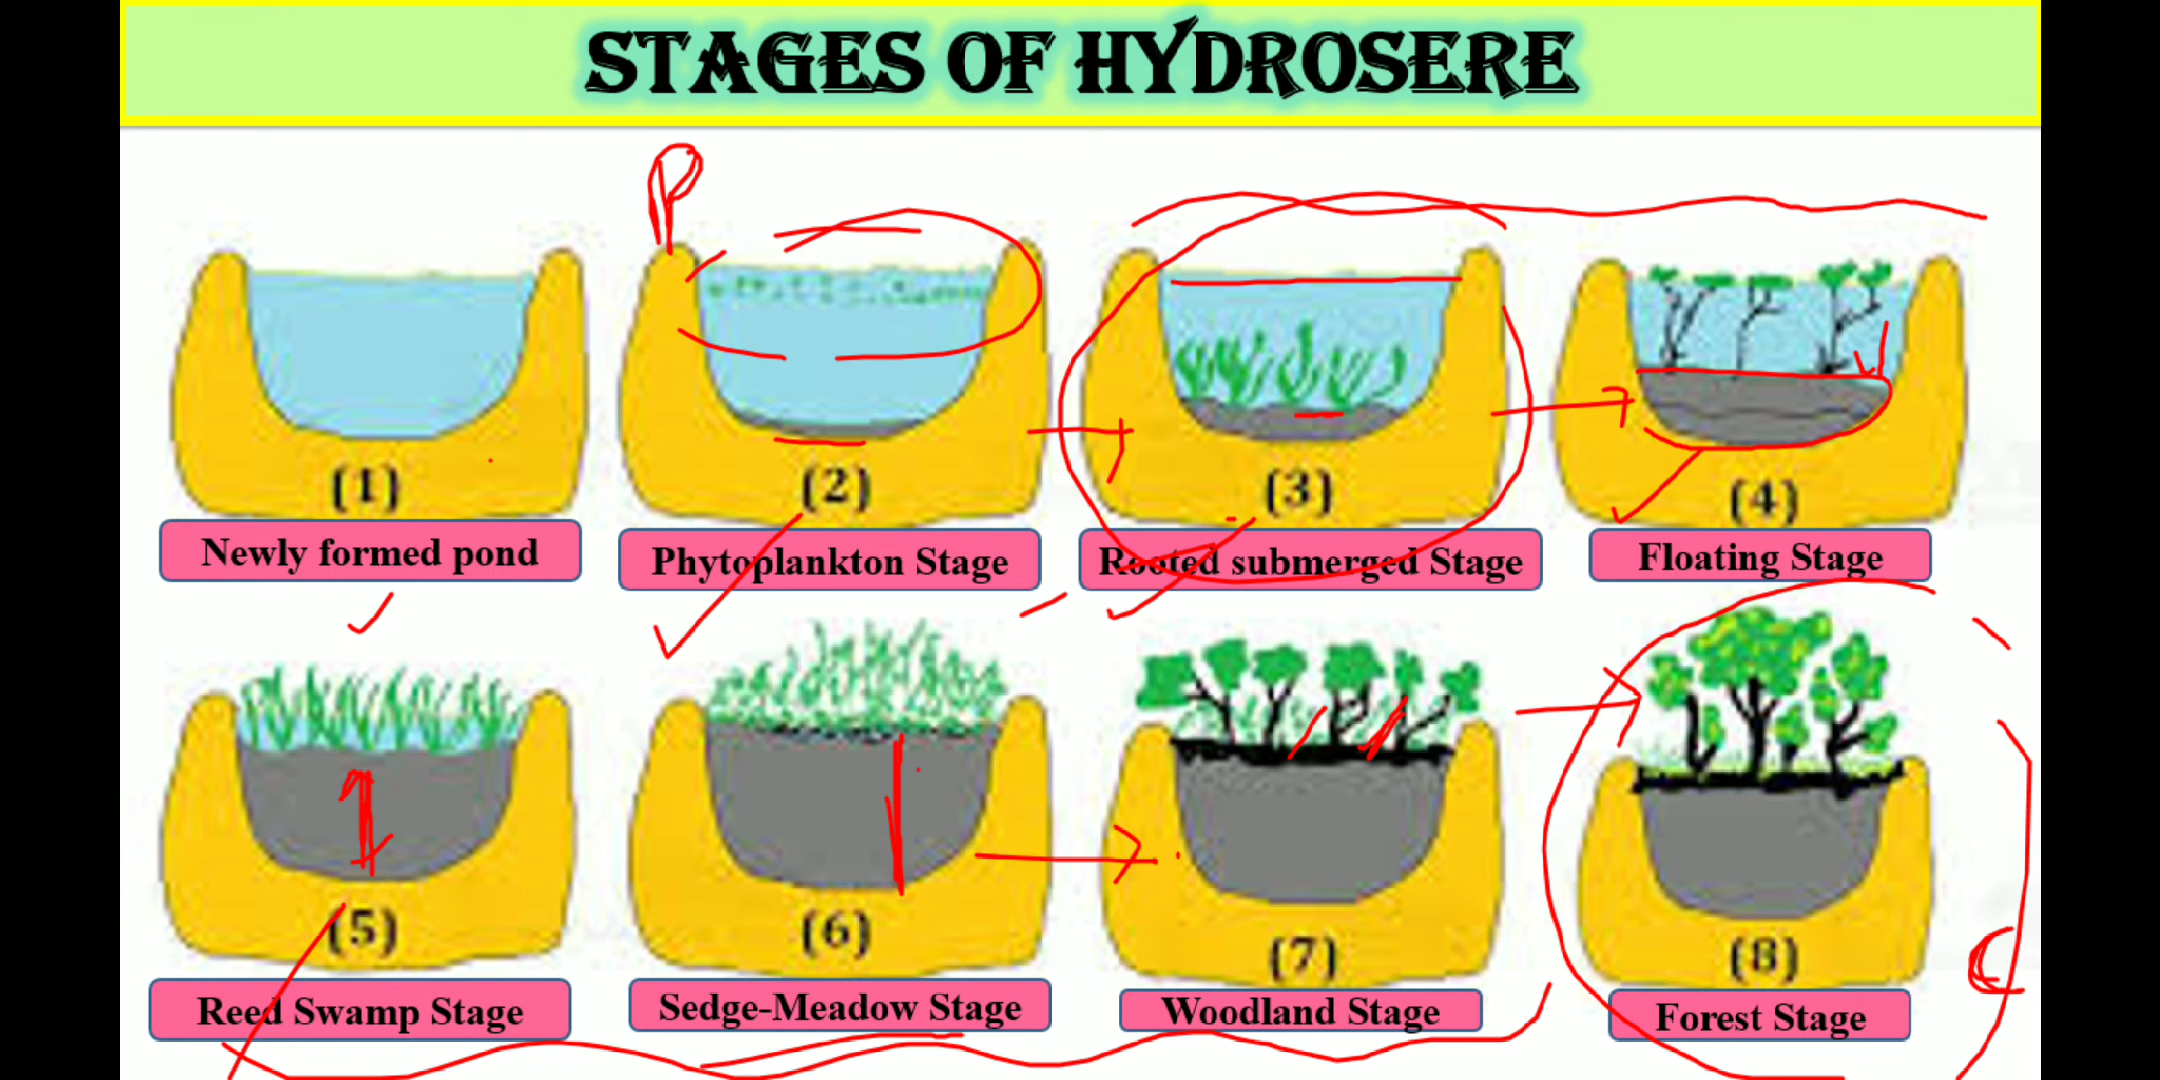 STAGES OF HYDROSERE
P
(1)
(2)
(3)
(4)
Newly formed pond
Phytoplankton Stage
Rooted submerged Stage
Floating Stage
(5)
(6)
(7)
(8)
C
Reed Swamp Stage
Sedge-Meadow Stage
Woodland Stage
Forest Stage